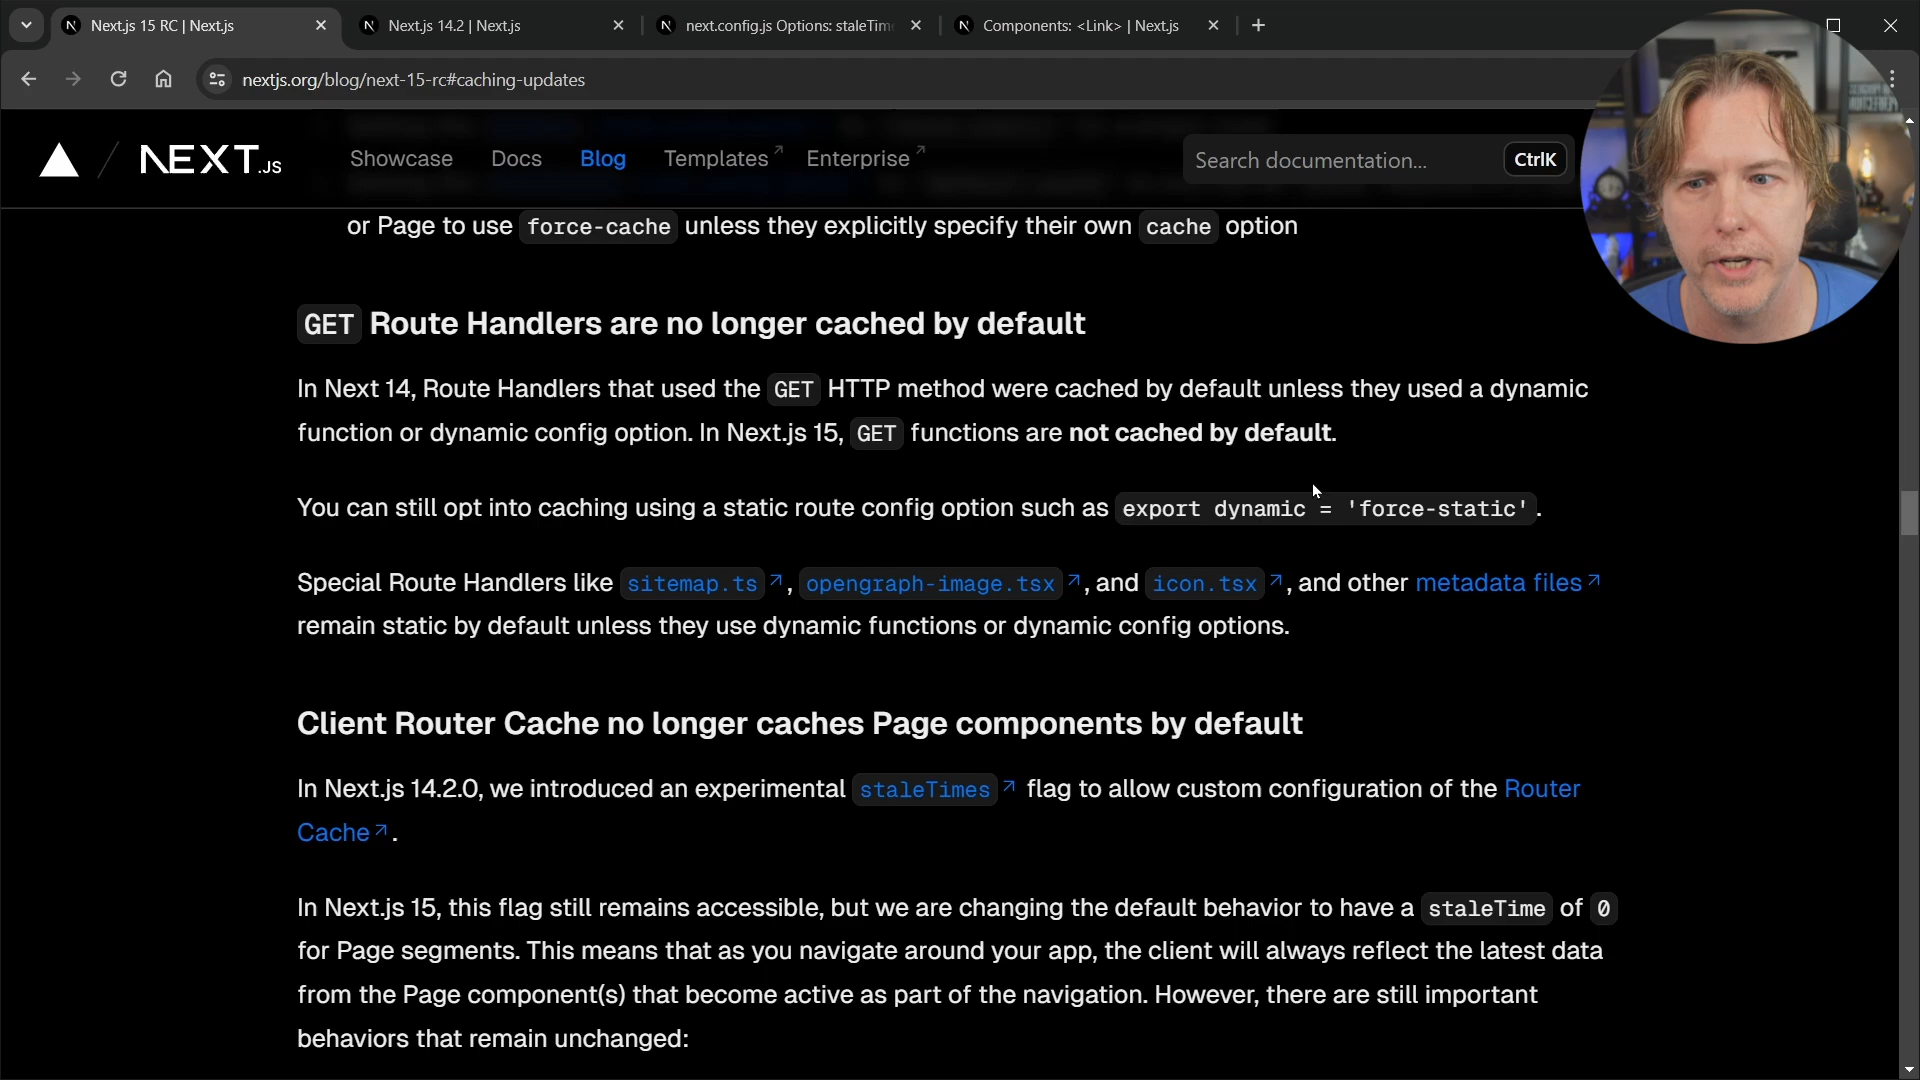 Next.js 15 RC | Next.js
Next.js 14.2 | Next.js
next.config.js Options: staleTim
Components: <Link> | Next.js
nextjs.org/blog/next-15-rc#caching-updates
NEXT.JS
Showcase
Docs
Blog
Templates
Enterprise
Search documentation...
CtrlK
or Page to use force-cache unless they explicitly specify their own cache option
GET Route Handlers are no longer cached by default
In Next 14, Route Handlers that used the GET HTTP method were cached by default unless they used a dynamic
function or dynamic config option. In Next.js 15, GET functions are not cached by default.
You can still opt into caching using a static route config option such as export dynamic = 'force-static'.
Special Route Handlers like sitemap.ts, opengraph-image.tsx, and icon.tsx, and other metadata files
remain static by default unless they use dynamic functions or dynamic config options.
Client Router Cache no longer caches Page components by default
In Next.js 14.2.0, we introduced an experimental staleTimes flag to allow custom configuration of the Router
Cache.
In Next.js 15, this flag still remains accessible, but we are changing the default behavior to have a staleTime of 0
for Page segments. This means that as you navigate around your app, the client will always reflect the latest data
from the Page component(s) that become active as part of the navigation. However, there are still important
behaviors that remain unchanged: